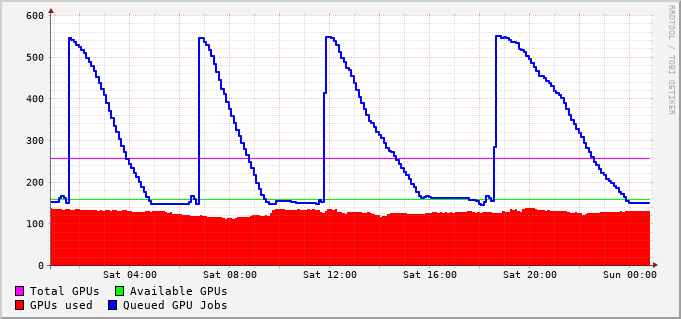 600
500
400
300
200
100
0
Sat 04:00 Sat 08:00 Sat 12:00 Sat 16:00 Sat 20:00 Sun 00:00
Total GPUs Available GPUs
GPUs used Queued GPU Jobs
RRDTOOL / TOBI OETIKER